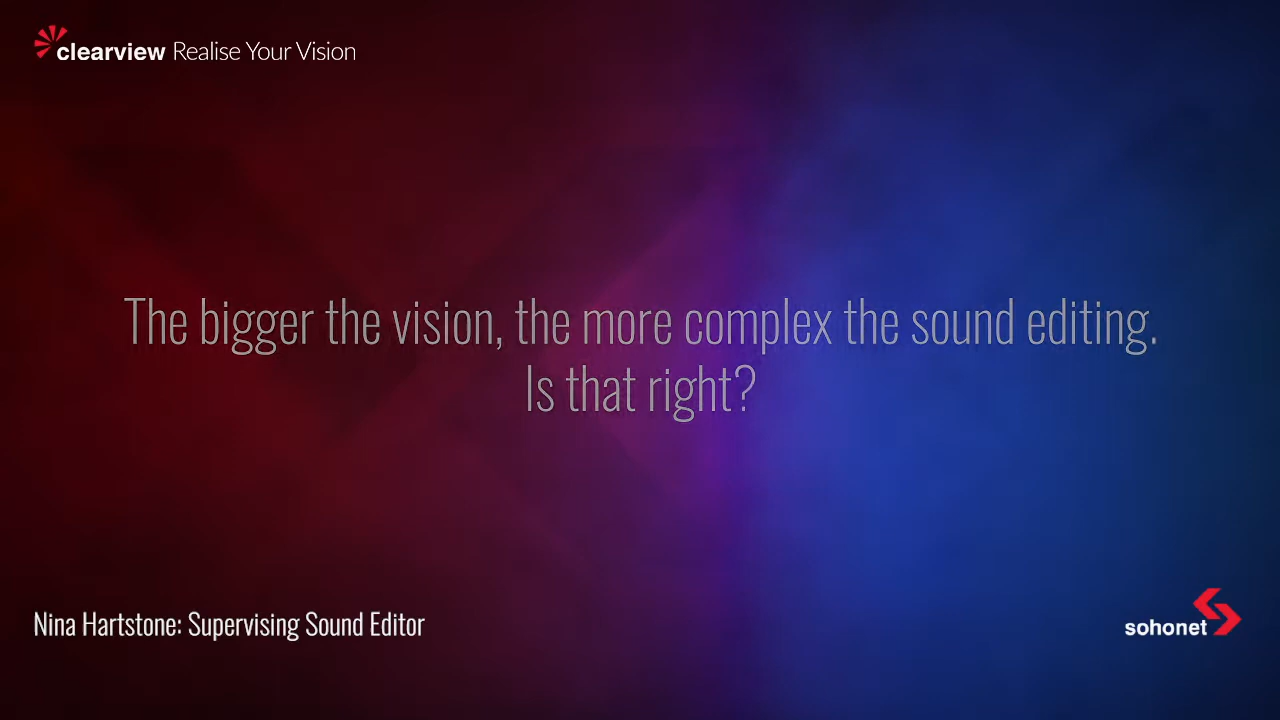 clearview Realise Your Vision
The bigger the vision, the more complex the sound editing.
Is that right?
Nina Hartstone: Supervising Sound Editor
sohonet